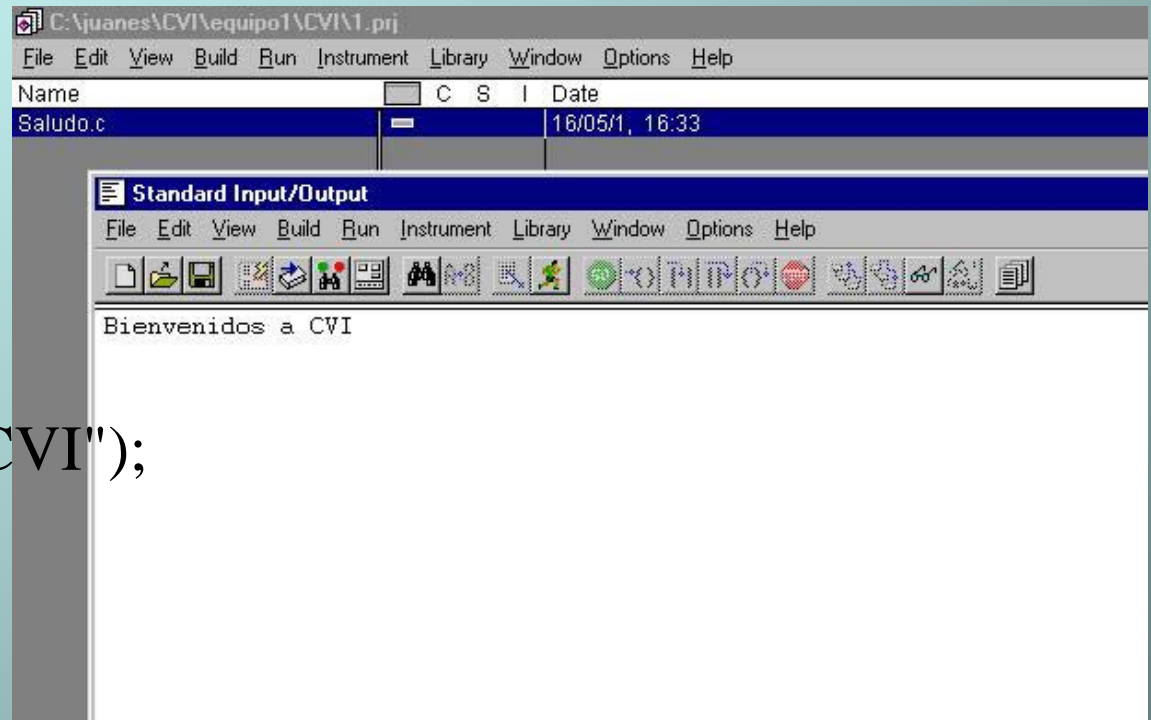 C:\juanes\CVI\equipo1\CVI\1.prj
File Edit View Build Run Instrument Library Window Options Help
Name C S I Date
Saludo.c 16/05/1, 16:33
Standard Input/Output
File Edit View Build Run Instrument Library Window Options Help
Bienvenidos a CVI
CVI");